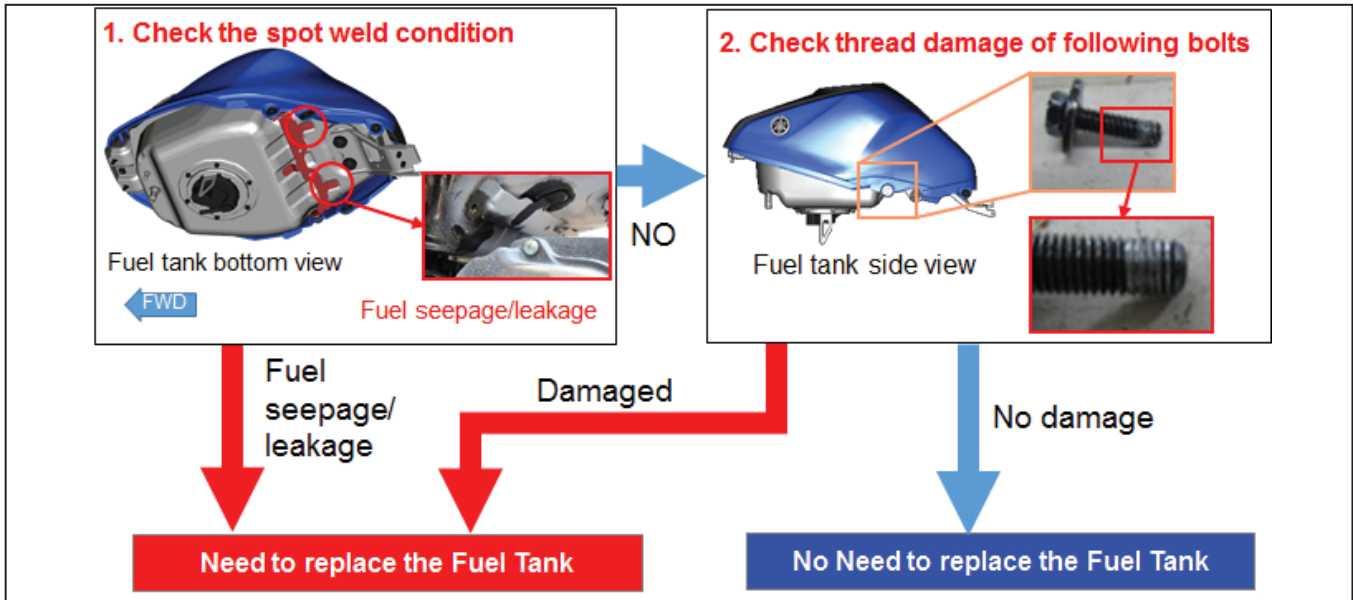 1. Check the spot weld condition
Fuel tank bottom view
FWD
Fuel seepage/leakage
NO
2. Check thread damage of following bolts
Fuel tank side view
Fuel
seepage/
leakage
Damaged
No damage
Need to replace the Fuel Tank
No Need to replace the Fuel Tank